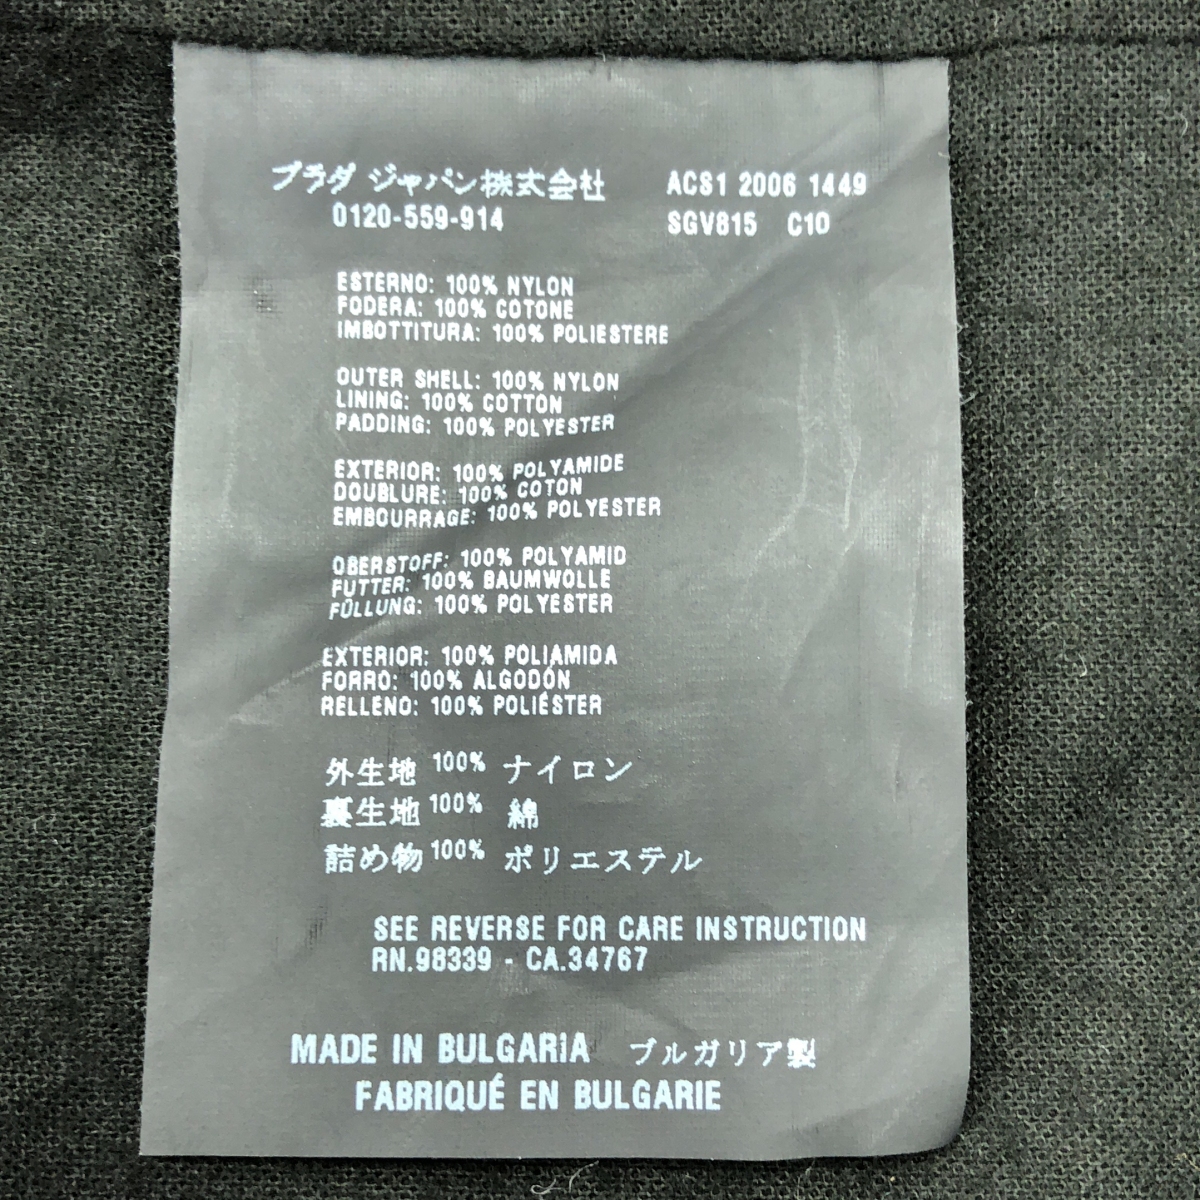 プラダ ジャパン株式会社 ACS1 2006 1449
0120-559-914 SGV815 C10
ESTERNO: 100% NYLON
FODERA: 100% COTONE
IMBOTTITURA: 100% POLIESTERE
OUTER SHELL: 100% NYLON
LINING: 100% COTTON
PADDING: 100% POLYESTER
EXTERIOR: 100% POLYAMIDE
DOUBLURE: 100% COTON
EMBOURRAGE: 100% POLYESTER
OBERSTOFF: 100% POLYAMID
FUTTER: 100% BAUMWOLLE
FÜLLUNG: 100% POLYESTER
EXTERIOR: 100% POLIAMIDA
FORRO: 100% ALGODÓN
RELLENO: 100% POLIÉSTER
外生地 100% ナイロン
裏生地 100% 綿
詰め物 100% ポリエステル
SEE REVERSE FOR CARE INSTRUCTION
RN.98339 - CA.34767
MADE IN BULGARIA ブルガリア製
FABRIQUÉ EN BULGARIE